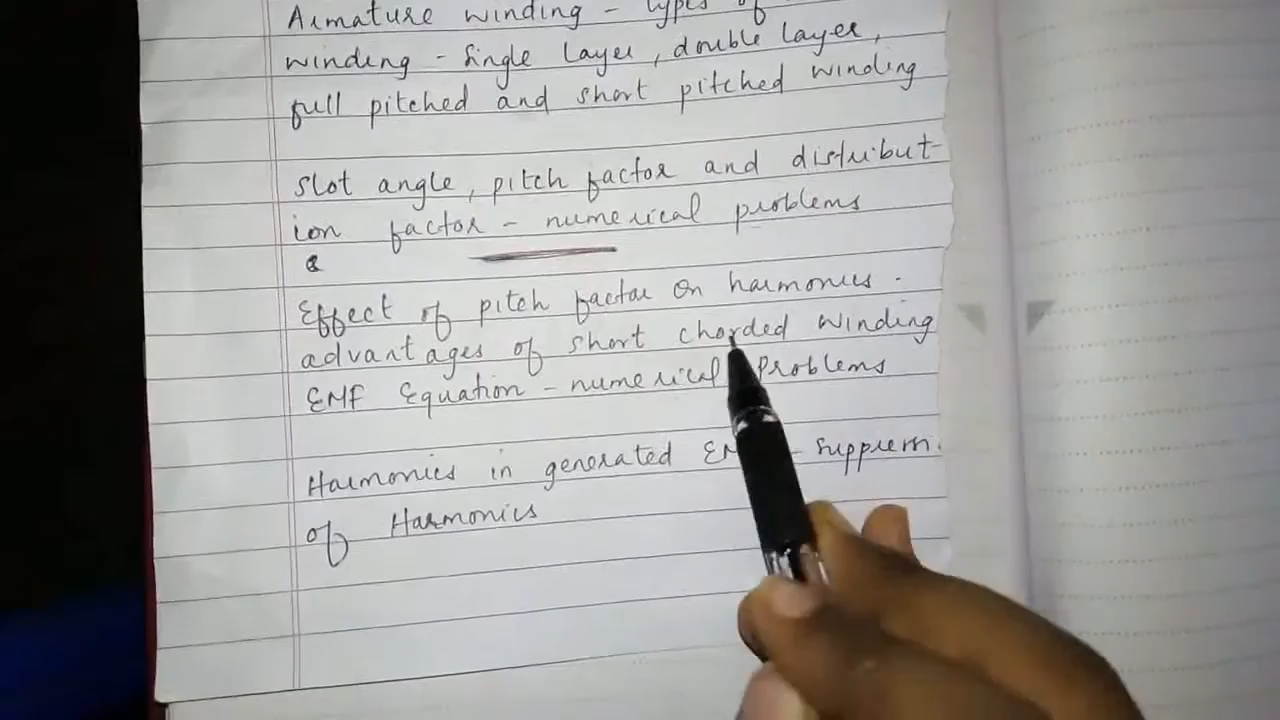 Armature winding - types of
winding - Single layer, double layer,
full pitched and short pitched winding
Slot angle, pitch factor and distribut-
ion factor - numerical problems
&
Effect of pitch factor on harmonics.
advantages of short chorded winding
EMF Equation - numerical problems
Harmonics in generated
of Harmonics